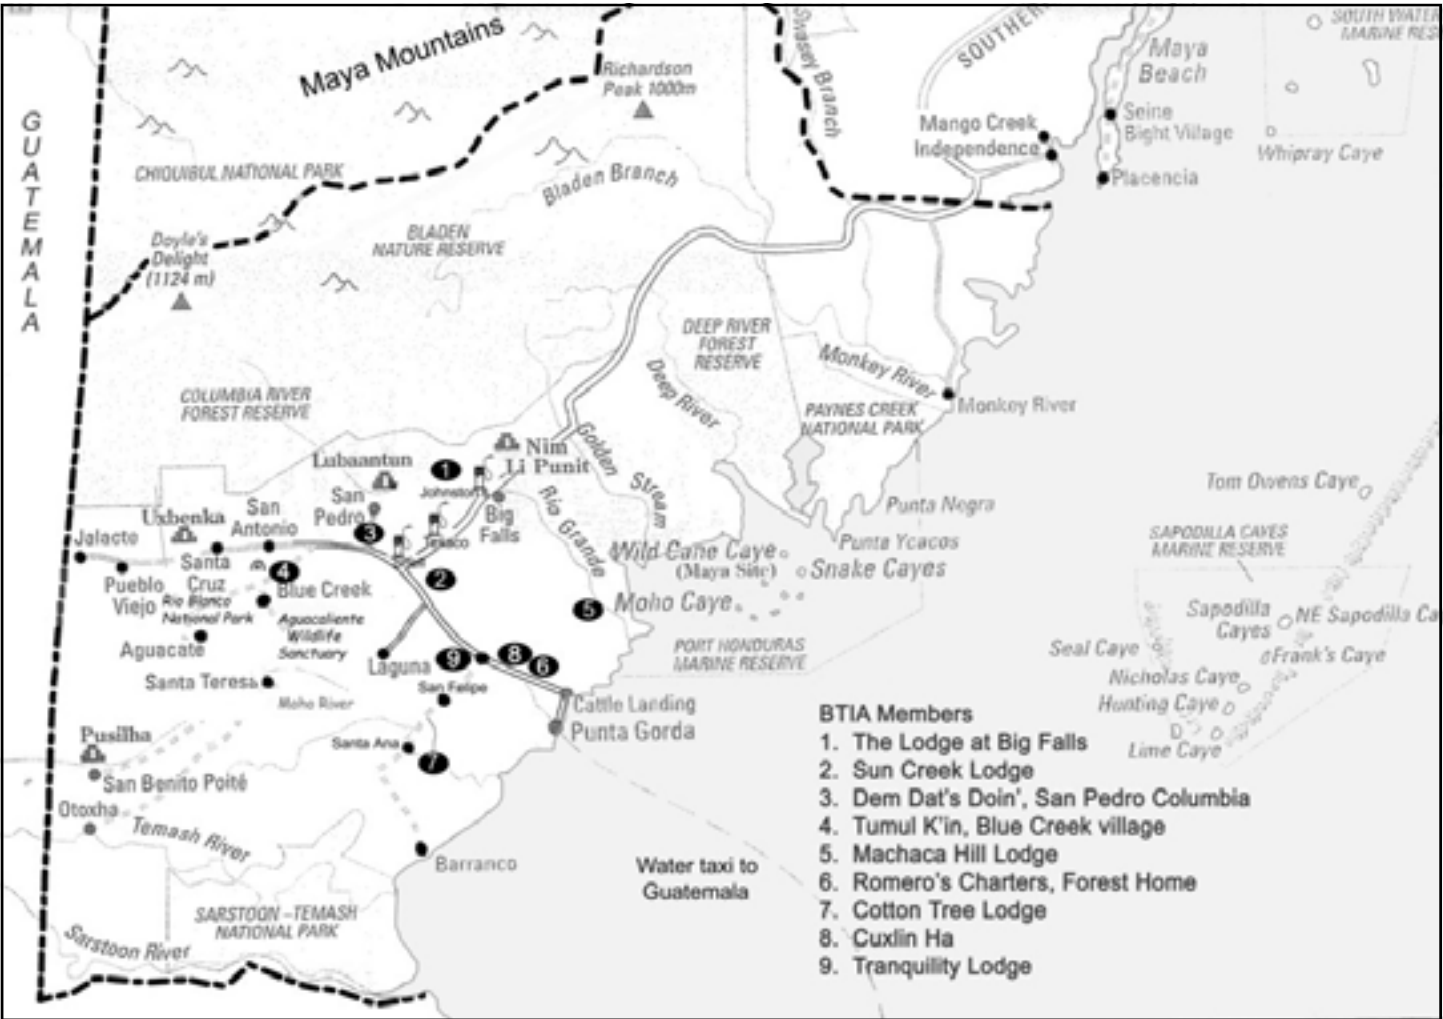 GUATEMALA
Maya Mountains
Richardson
Peak 1000m
Swasey Branch
SOUTHERN
Maya
Beach
SOUTH WATER
MARINE RES
Seine
Bight Village
Mango Creek
Independence
Placencia
Whipray Caye
CHIQUIBUL NATIONAL PARK
Bladen Branch
BLADEN
NATURE RESERVE
Doyle's
Delight
(1124 m)
GUATEMALA
DEEP RIVER
FOREST
RESERVE
Deep River
Monkey River
Monkey River
PAYNES CREEK
NATIONAL PARK
COLUMBIA RIVER
FOREST RESERVE
Nim
Li Punit
Golden
Stream
Lubaantun
1
Johnston's
San
Pedro
3
Texaco
Big
Falls
Rio Grande
Uxbenka
San
Antonio
Jalacte
Santa
Cruz
Pueblo
Viejo
4
Blue Creek
Rio Blanco
National Park
Aguacaliente
Wildlife
Sanctuary
2
Aguacate
Laguna
9
8
6
5
Santa Teresa
San Felipe
Moho River
Santa Ana
7
Cattle Landing
Punta Gorda
Pusilha
San Benito Poité
Otoxha
Temash River
Barranco
SARSTOON-TEMASH
NATIONAL PARK
Sarstoon River
Punta Negra
Punta Ycacos
Wild Cane Caye
(Maya Site)
Snake Cayes
Moho Caye
PORT HONDURAS
MARINE RESERVE
Tom Owens Caye
SAPODILLA CAYES
MARINE RESERVE
Sapodilla
Cayes
NE Sapodilla Ca
Seal Caye
Frank's Caye
Nicholas Caye
Hunting Caye
Lime Caye
Water taxi to
Guatemala
BTIA Members
1. The Lodge at Big Falls
2. Sun Creek Lodge
3. Dem Dat's Doin', San Pedro Columbia
4. Tumul K'in, Blue Creek village
5. Machaca Hill Lodge
6. Romero's Charters, Forest Home
7. Cotton Tree Lodge
8. Cuxlin Ha
9. Tranquility Lodge